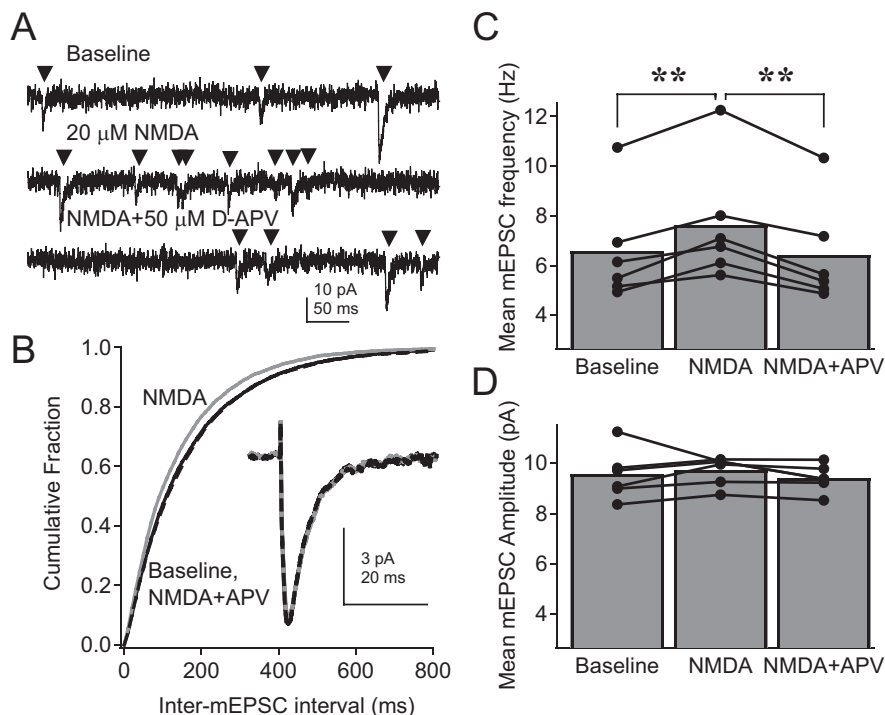 A
Baseline
20 μM NMDA
NMDA+50 μM D-APV
10 pA
50 ms
B
1.0
0.8
0.6
0.4
0.2
0.0
Cumulative Fraction
NMDA
Baseline,
NMDA+APV
3 pA
20 ms
0 200 400 600 800
Inter-mEPSC interval (ms)
C
** **
12
10
8
6
4
Mean mEPSC frequency (Hz)
Baseline NMDA NMDA+APV
D
10
8
6
4
Mean mEPSC Amplitude (pA)
Baseline NMDA NMDA+APV